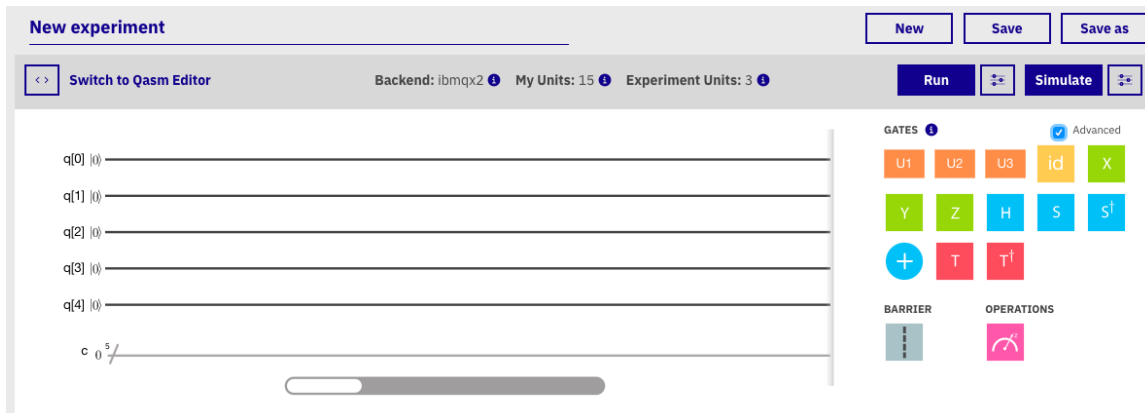 New experiment
New Save Save as
<> Switch to Qasm Editor Backend: ibmqx2 i My Units: 15 i Experiment Units: 3 i Run Simulate
GATES i Advanced
q[0] |0⟩
U1 U2 U3 id X
q[1] |0⟩
Y Z H S S†
q[2] |0⟩
+ T T†
q[3] |0⟩
q[4] |0⟩
BARRIER OPERATIONS
c 0 5/
z